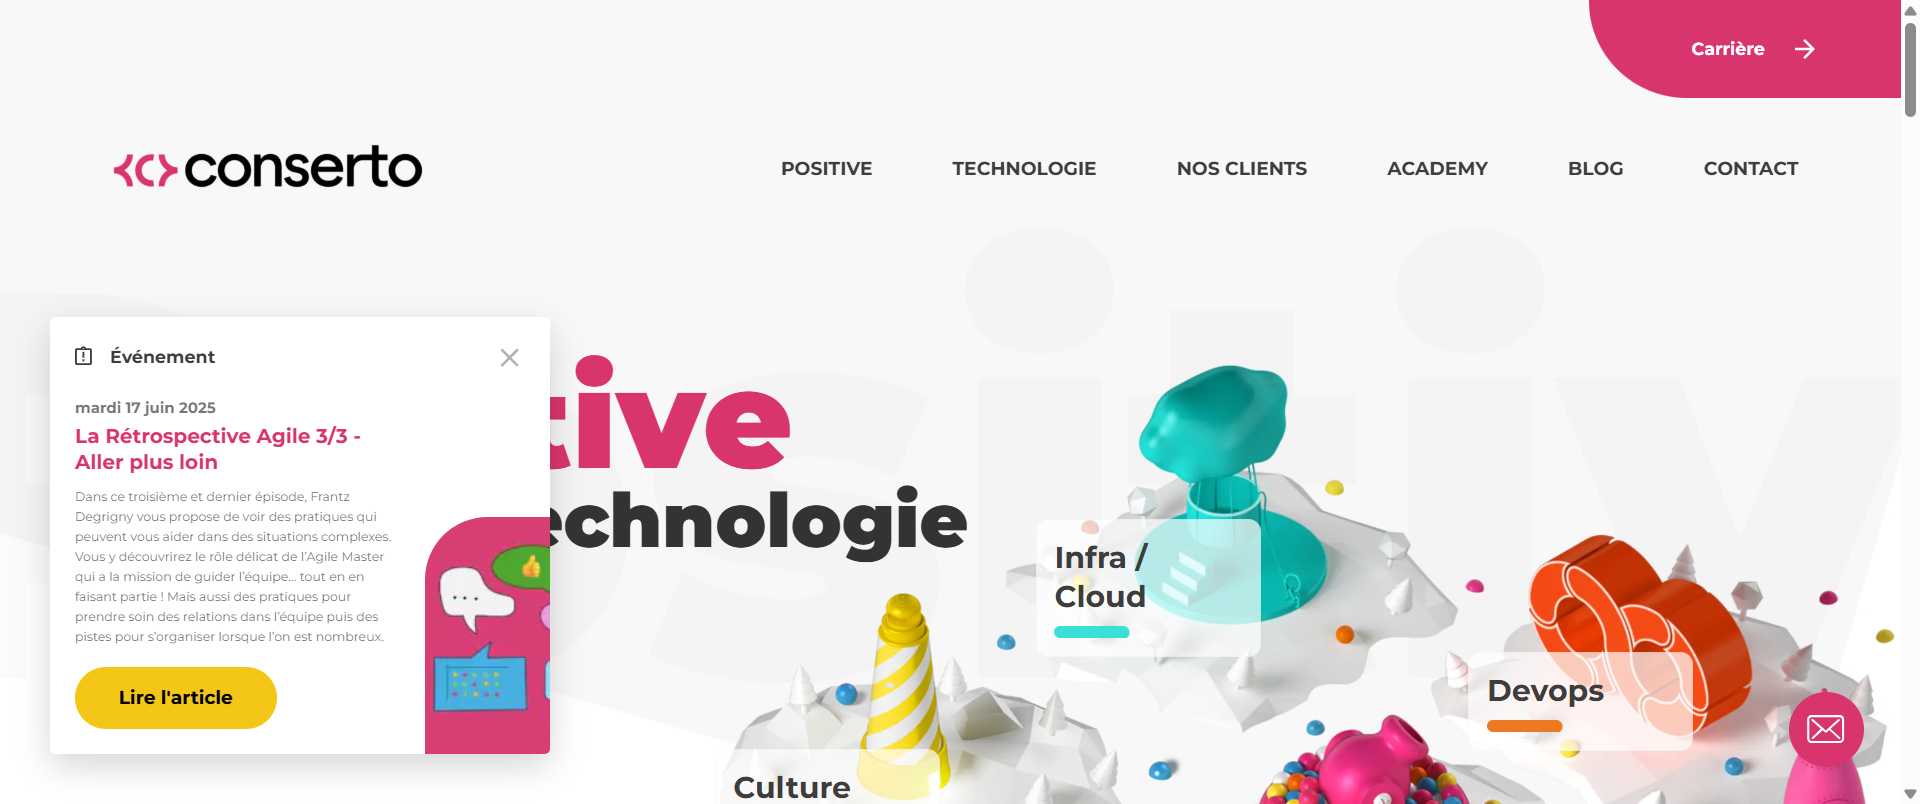 Carrière
conserto
POSITIVE
TECHNOLOGIE
NOS CLIENTS
ACADEMY
BLOG
CONTACT
Événement
mardi 17 juin 2025
La Rétrospective Agile 3/3 -
Aller plus loin
Dans ce troisième et dernier épisode, Frantz
Degrigny vous propose de voir des pratiques qui
peuvent vous aider dans des situations complexes.
Vous y découvrirez le rôle délicat de l’Agile Master
qui a la mission de guider l’équipe… tout en en
faisant partie ! Mais aussi des pratiques pour
prendre soin des relations dans l’équipe puis des
pistes pour s’organiser lorsque l’on est nombreux.
Lire l'article
tive
echnologie
Infra /
Cloud
Devops
Culture